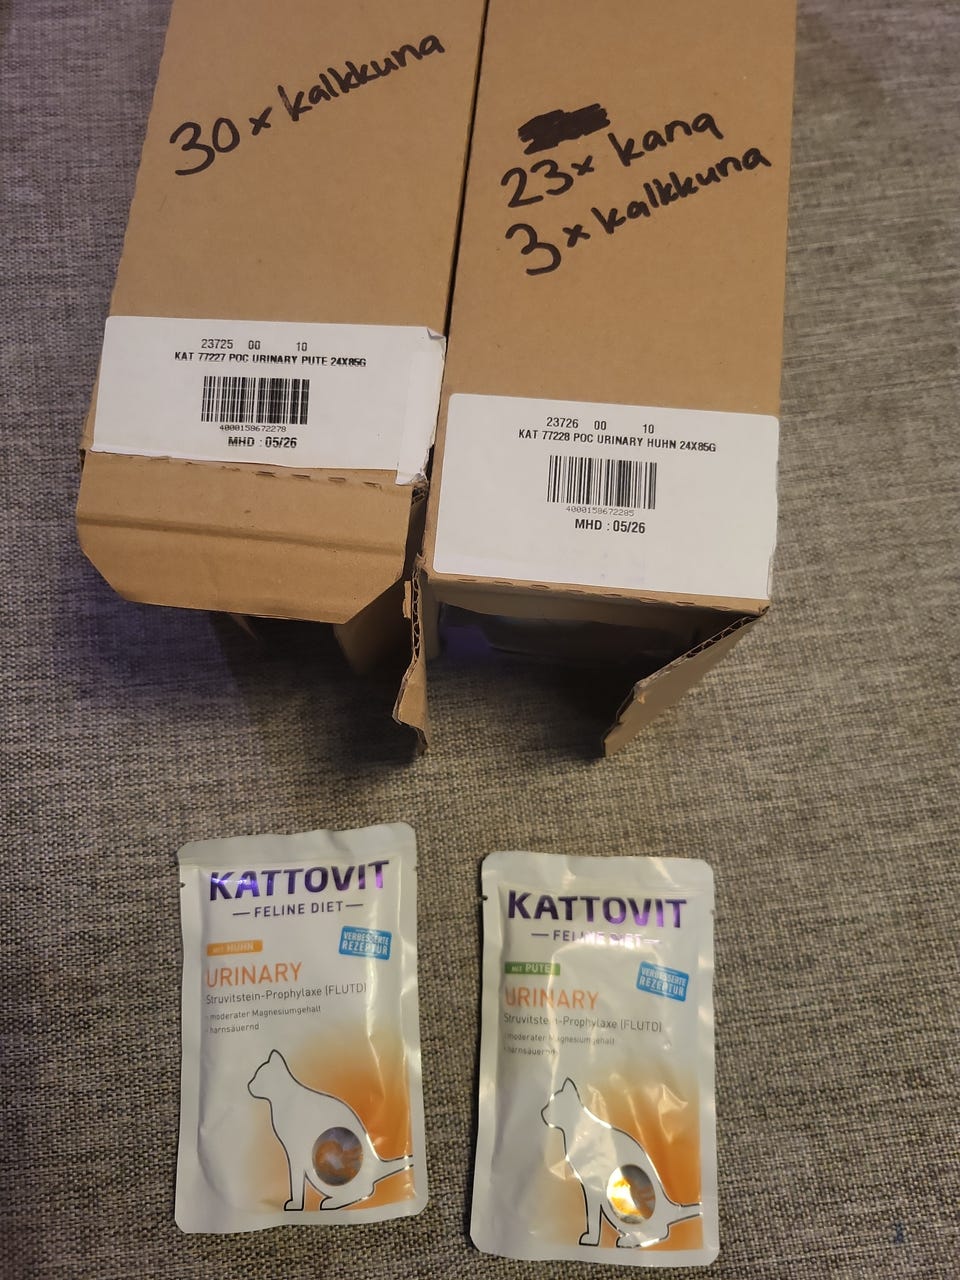 30 x kalkkuna
23x kana
3 x kalkkuna
23725 00 10
KAT 77227 POC URINARY PUTE 24X85G
4000158672278
MHD : 05/26
23726 00 10
KAT 77228 POC URINARY HUHN 24X85G
4000158672285
MHD : 05/26
KATTOVIT
FELINE DIET
MIT HUHN
VERBESSERTE
REZEPTUR
URINARY
Struvitstein-Prophylaxe (FLUTD)
moderater Magnesiumgehalt
harnsäuernd
KATTOVIT
FELINE DIET
MIT PUTE
VERBESSERTE
REZEPTUR
URINARY
Struvitstein-Prophylaxe (FLUTD)
moderater Magnesiumgehalt
harnsäuernd